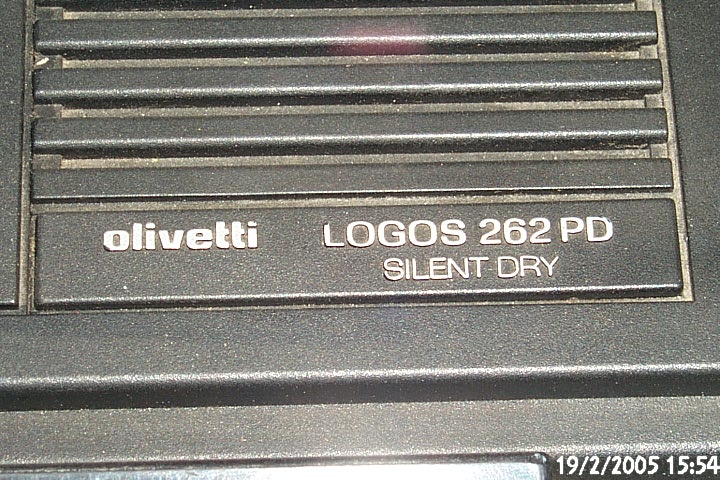 olivetti LOGOS 262 PD
SILENT DRY
19/2/2005 15:54